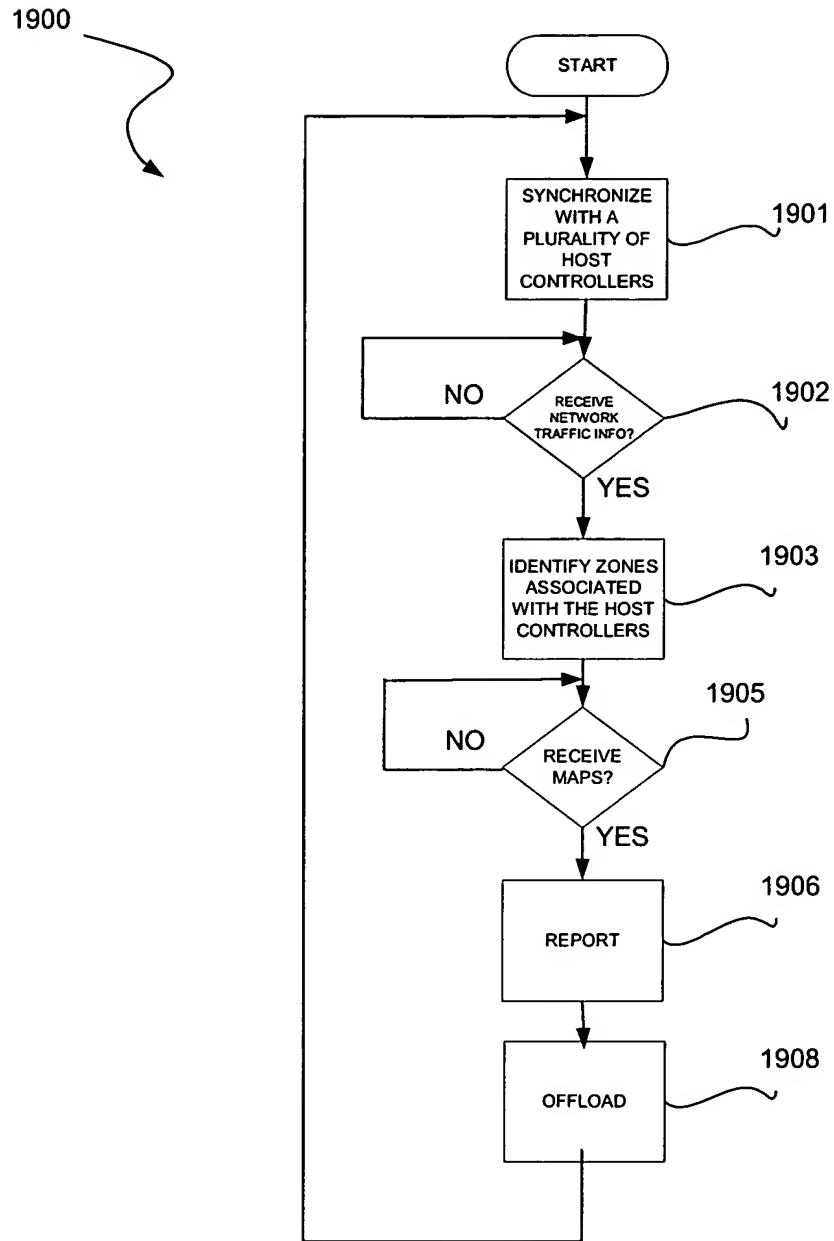 1900
START
SYNCHRONIZE
WITH A
PLURALITY OF
HOST
CONTROLLERS
1901
RECEIVE
NETWORK
TRAFFIC INFO?
NO
1902
YES
IDENTIFY ZONES
ASSOCIATED
WITH THE HOST
CONTROLLERS
1903
RECEIVE
MAPS?
NO
1905
YES
REPORT
1906
OFFLOAD
1908